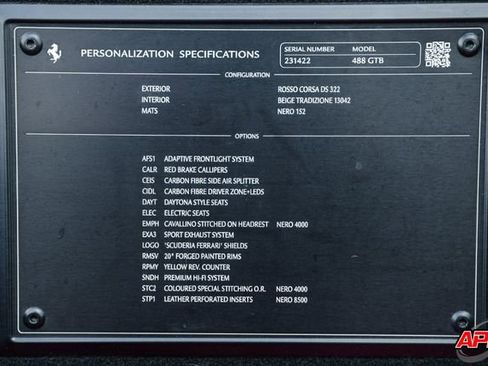 PERSONALIZATION SPECIFICATIONS
SERIAL NUMBER MODEL
231422 488 GTB
CONFIGURATION
EXTERIOR ROSSO CORSA DS 322
INTERIOR BEIGE TRADIZIONE 13042
MATS NERO 152
OPTIONS
AFS1 ADAPTIVE FRONTLIGHT SYSTEM
CALR RED BRAKE CALLIPERS
CEIS CARBON FIBRE SIDE AIR SPLITTER
CIDL CARBON FIBRE DRIVER ZONE+LEDS
DAYT DAYTONA STYLE SEATS
ELEC ELECTRIC SEATS
EMPH CAVALLINO STITCHED ON HEADREST NERO 4000
EXA3 SPORT EXHAUST SYSTEM
LOGO 'SCUDERIA FERRARI' SHIELDS
RMSV 20" FORGED PAINTED RIMS
RPMY YELLOW REV. COUNTER
SNDH PREMIUM HI-FI SYSTEM
STC2 COLOURED SPECIAL STITCHING O.R. NERO 4000
STP1 LEATHER PERFORATED INSERTS NERO 8500